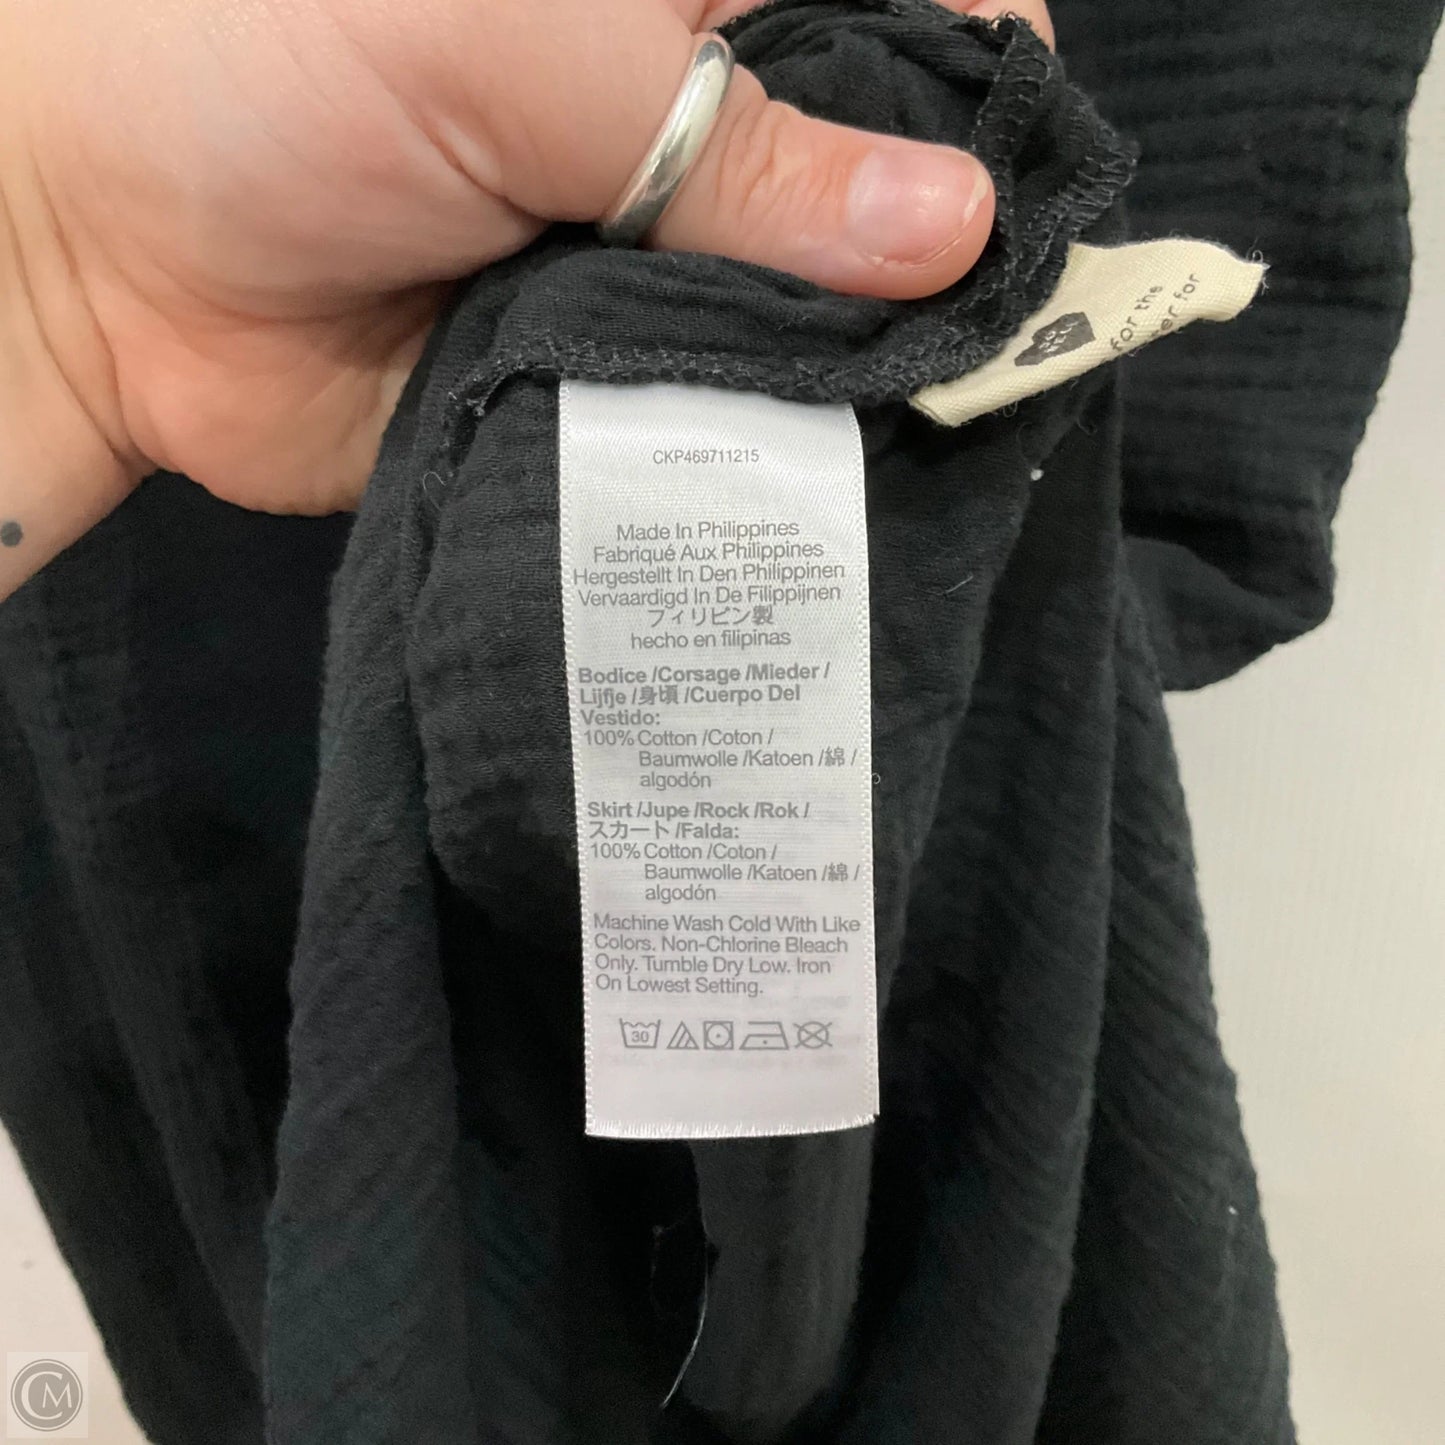 for the
for
CKP469711215
Made In Philippines
Fabriqué Aux Philippines
Hergestellt In Den Philippinen
Vervaardigd In De Filippijnen
フィリピン製
hecho en filipinas
Bodice /Corsage /Mieder /
Lijfje /身頃 /Cuerpo Del
Vestido:
100% Cotton /Coton /
Baumwolle /Katoen /綿 /
algodón
Skirt /Jupe /Rock /Rok /
スカート /Falda:
100% Cotton /Coton /
Baumwolle /Katoen /綿 /
algodón
Machine Wash Cold With Like
Colors. Non-Chlorine Bleach
Only. Tumble Dry Low. Iron
On Lowest Setting.
30
CM